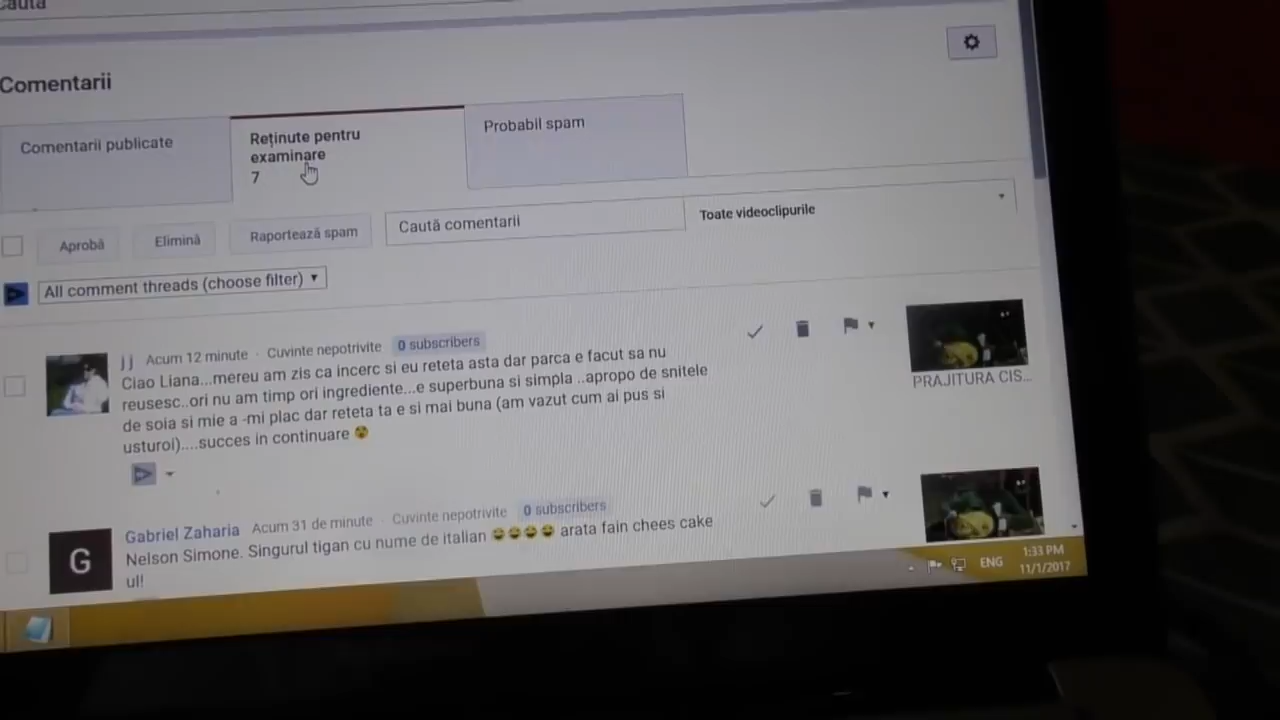 Caută
Comentarii
Comentarii publicate
Reținute pentru
examinare
7
Probabil spam
Aprobă
Elimină
Raportează spam
Caută comentarii
Toate videoclipurile
All comment threads (choose filter)
j j Acum 12 minute · Cuvinte nepotrivite 0 subscribers
Ciao Liana...mereu am zis ca incerc si eu reteta asta dar parca e facut sa nu
reusesc..ori nu am timp ori ingrediente...e superbuna si simpla ..apropo de snitele
de soia si mie a -mi plac dar reteta ta e si mai buna (am vazut cum ai pus si
usturoi)....succes in continuare 😮
PRAJITURA CIS...
Gabriel Zaharia Acum 31 de minute · Cuvinte nepotrivite 0 subscribers
Nelson Simone. Singurul tigan cu nume de italian 😂😂😂😂 arata fain chees cake
ul!
G
ENG
1:33 PM
11/1/2017